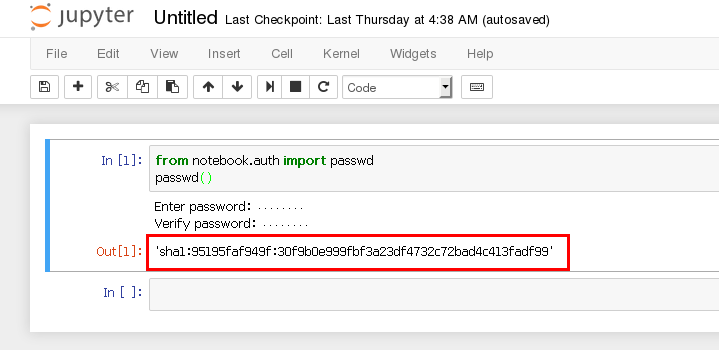 jupyter Untitled Last Checkpoint: Last Thursday at 4:38 AM (autosaved)
File Edit View Insert Cell Kernel Widgets Help
Code
In [1]: from notebook.auth import passwd
passwd()
Enter password: ········
Verify password: ········
Out[1]: 'sha1:95195faf949f:30f9b0e999fbf3a23df4732c72bad4c413fadf99'
In [ ]: